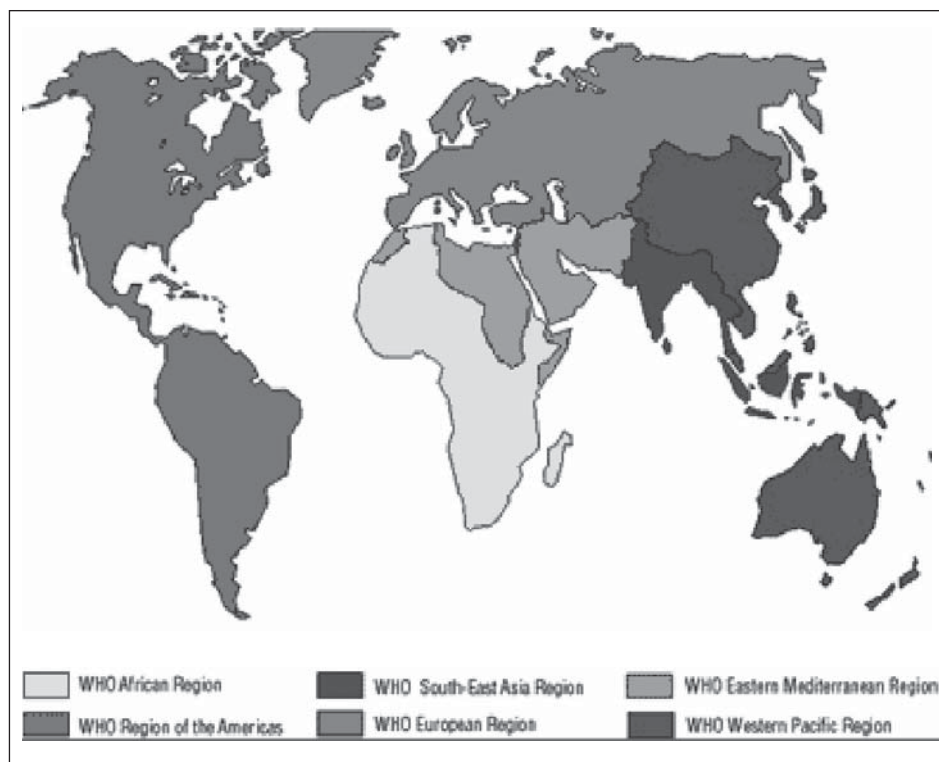 WHO African Region
WHO South-East Asia Region
WHO Eastern Mediterranean Region
WHO Region of the Americas
WHO European Region
WHO Western Pacific Region